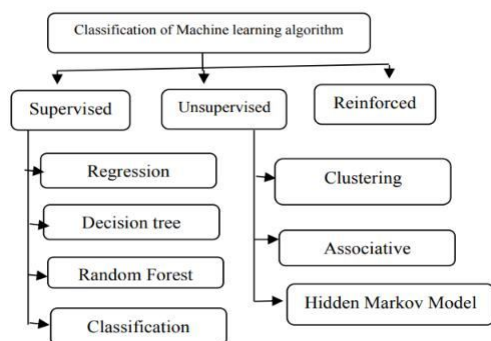 Classification of Machine learning algorithm
Supervised
Unsupervised
Reinforced
Regression
Decision tree
Random Forest
Classification
Clustering
Associative
Hidden Markov Model